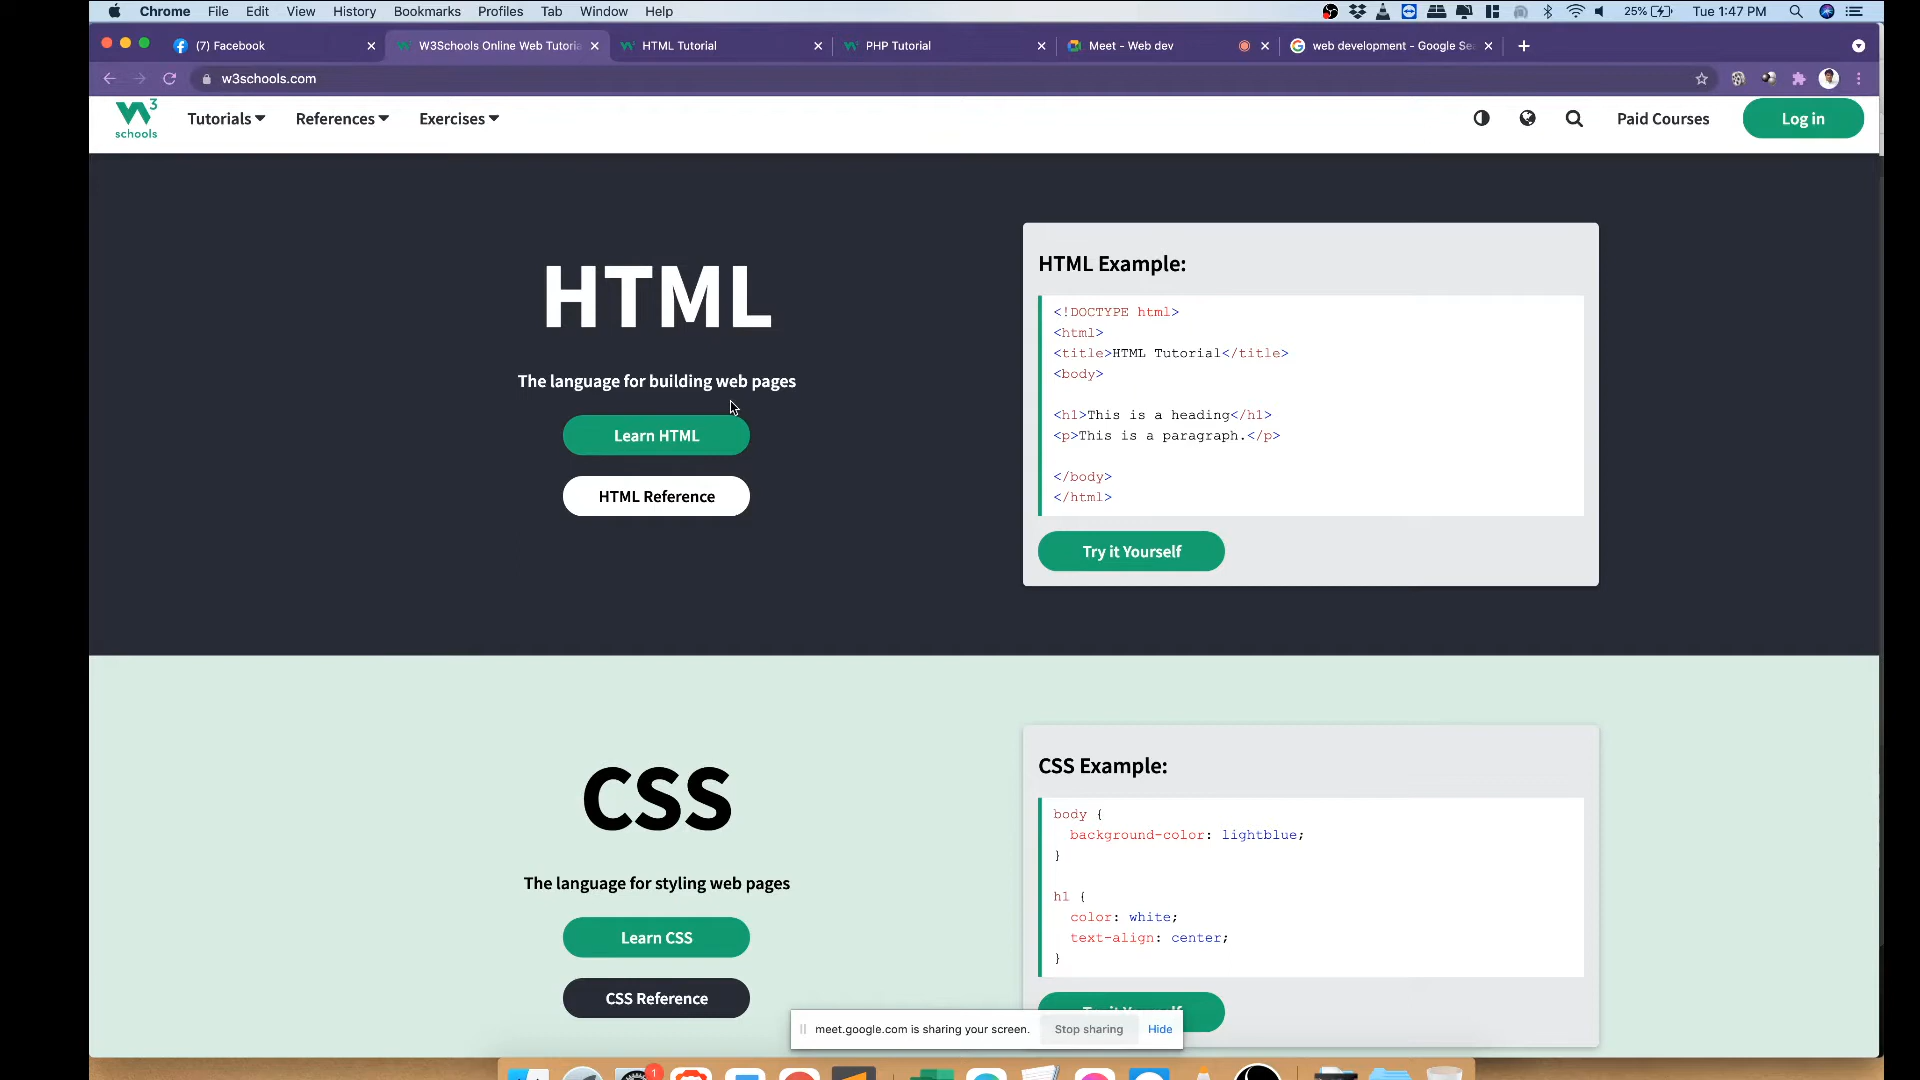 Chrome File Edit View History Bookmarks Profiles Tab Window Help 25% Tue 1:47 PM
(7) Facebook W3Schools Online Web Tutoria HTML Tutorial PHP Tutorial Meet - Web dev web development - Google Se
w3schools.com
W3 schools Tutorials References Exercises Paid Courses Log in
HTML
The language for building web pages
Learn HTML
HTML Reference
HTML Example:
<!DOCTYPE html>
<html>
<title>HTML Tutorial</title>
<body>
<h1>This is a heading</h1>
<p>This is a paragraph.</p>
</body>
</html>
Try it Yourself
CSS
The language for styling web pages
Learn CSS
CSS Reference
CSS Example:
body {
background-color: lightblue;
}
h1 {
color: white;
text-align: center;
}
meet.google.com is sharing your screen. Stop sharing Hide
1